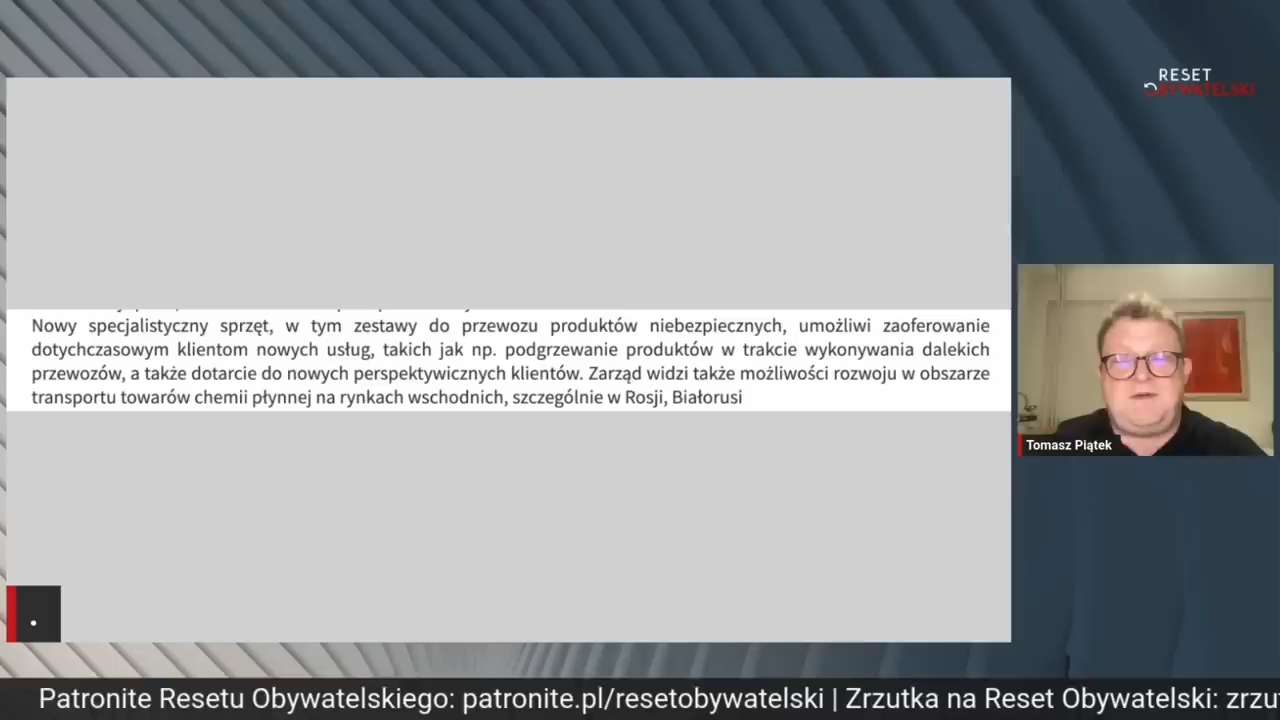 RESET
OBYWATELSKI
Nowy specjalistyczny sprzęt, w tym zestawy do przewozu produktów niebezpiecznych, umożliwi zaoferowanie
dotychczasowym klientom nowych usług, takich jak np. podgrzewanie produktów w trakcie wykonywania dalekich
przewozów, a także dotarcie do nowych perspektywicznych klientów. Zarząd widzi także możliwości rozwoju w obszarze
transportu towarów chemii płynnej na rynkach wschodnich, szczególnie w Rosji, Białorusi
Tomasz Piątek
.
Patronite Resetu Obywatelskiego: patronite.pl/resetobywatelski | Zrzutka na Reset Obywatelski: zrzu